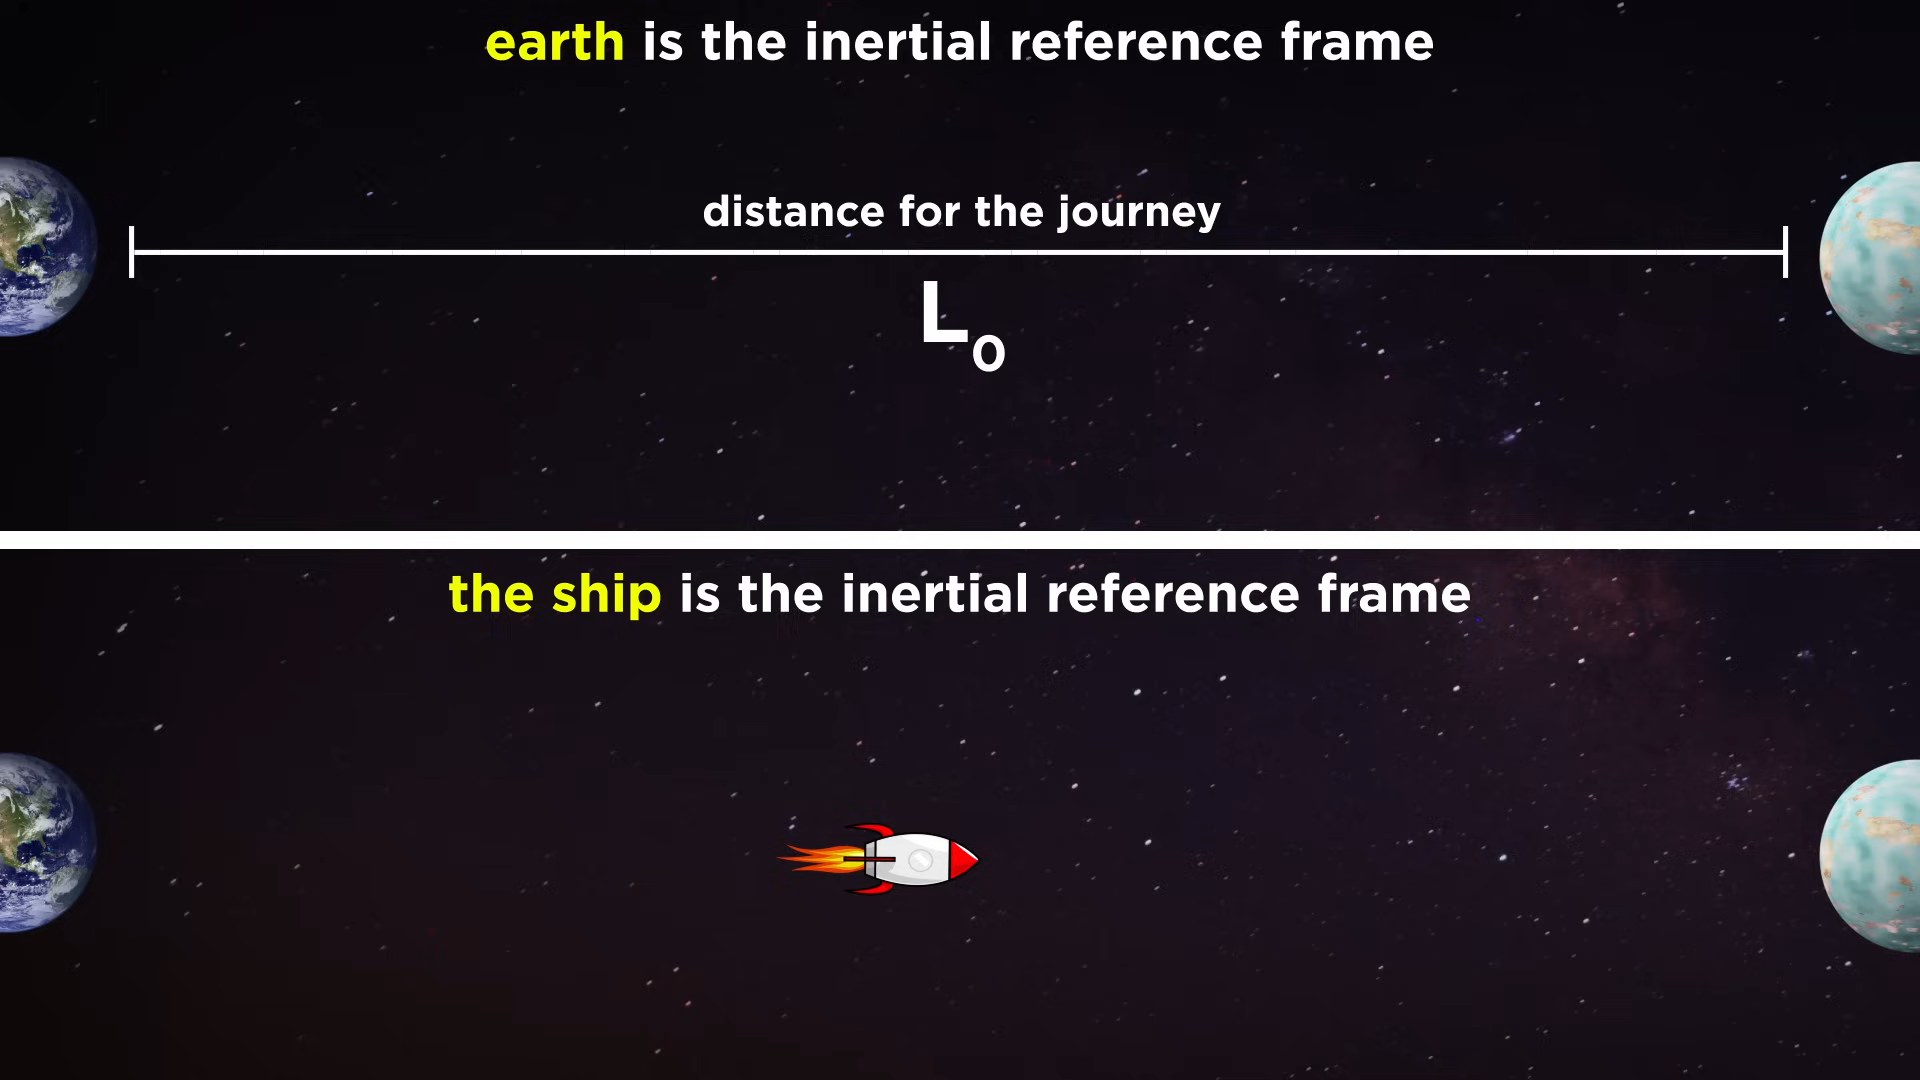 earth is the inertial reference frame
distance for the journey
L₀
the ship is the inertial reference frame